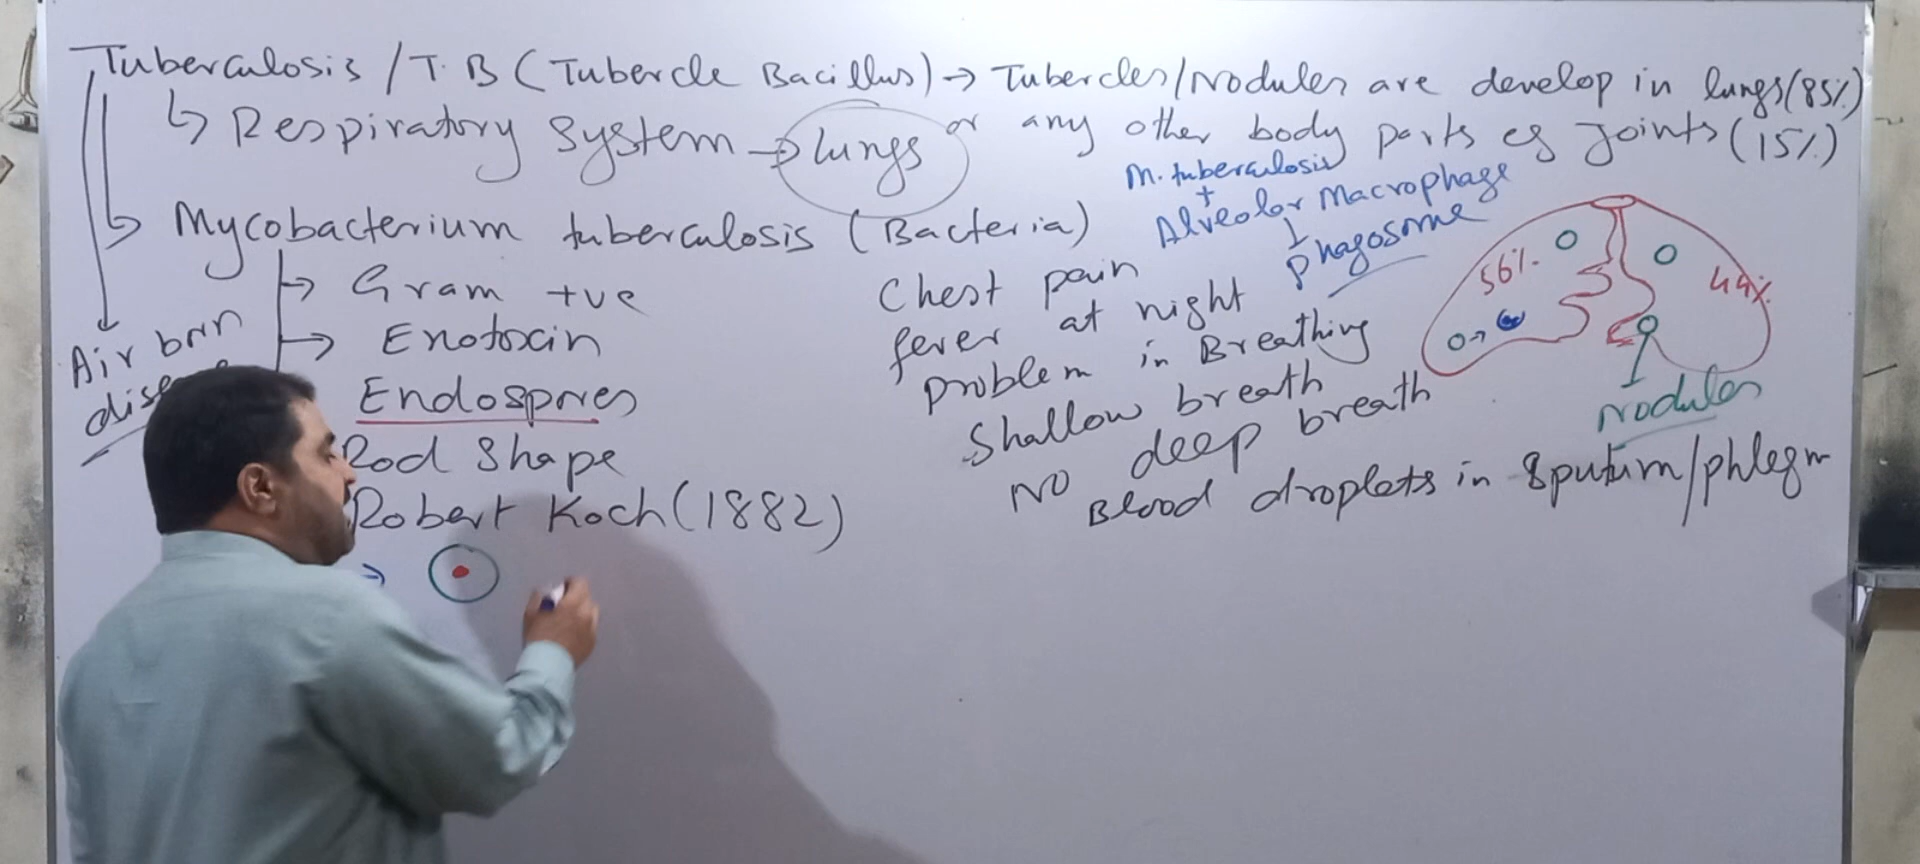 Tuberculosis / T.B (Tubercle Bacillus) → Tubercles/Nodules are develop in lungs (85%)
↳ Respiratory system → lungs or any other body parts eg Joints (15%)
M. tuberculosis
+
Alveolar Macrophage
↓
Phagosome
↳ Mycobacterium tuberculosis (Bacteria)
→ Gram +ve
→ Exotoxin
Endospores
Rod Shape
Robert Koch (1882)
Air born
Chest pain
fever at night
Problem in Breathing
Shallow breath
NO deep breath
Blood droplets in Sputum/phlegm
56%
44%
Nodules